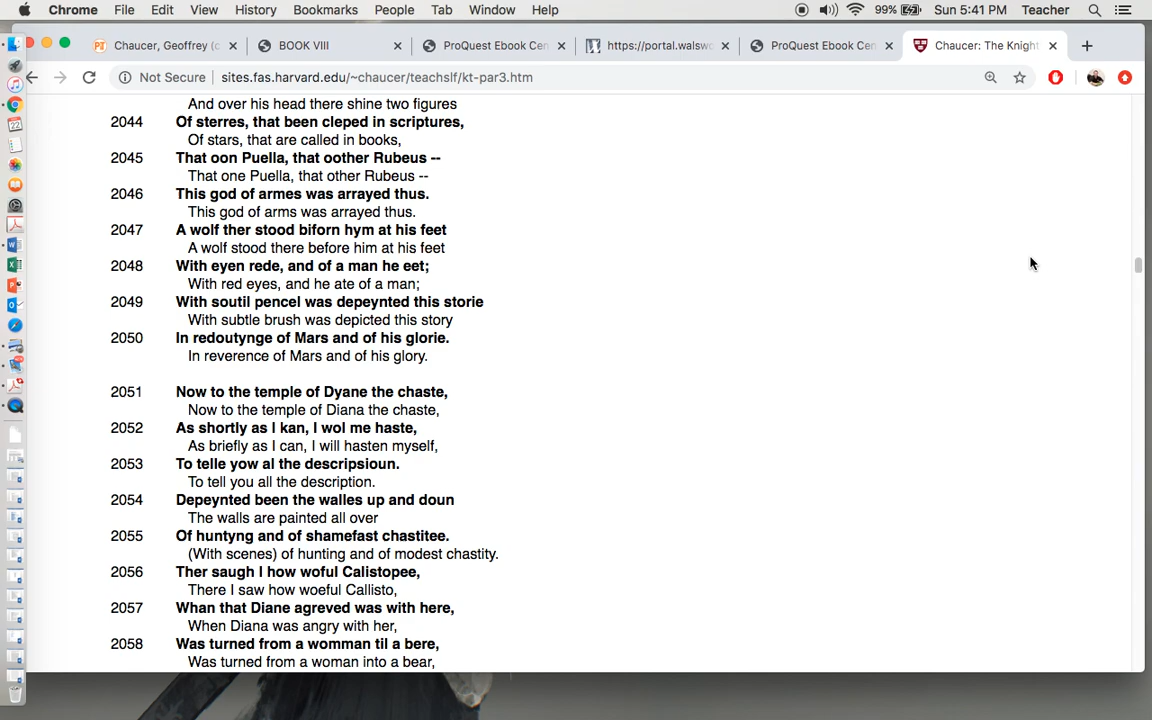 Chrome File Edit View History Bookmarks People Tab Window Help 99% Sun 5:41 PM Teacher
Chaucer, Geoffrey (c BOOK VIII ProQuest Ebook Cen https://portal.walswo ProQuest Ebook Cen Chaucer: The Knight
Not Secure sites.fas.harvard.edu/~chaucer/teachslf/kt-par3.htm
And over his head there shine two figures
2044 Of sterres, that been cleped in scriptures,
Of stars, that are called in books,
2045 That oon Puella, that oother Rubeus --
That one Puella, that other Rubeus --
2046 This god of armes was arrayed thus.
This god of arms was arrayed thus.
2047 A wolf ther stood biforn hym at his feet
A wolf stood there before him at his feet
2048 With eyen rede, and of a man he eet;
With red eyes, and he ate of a man;
2049 With soutil pencel was depeynted this storie
With subtle brush was depicted this story
2050 In redoutynge of Mars and of his glorie.
In reverence of Mars and of his glory.
2051 Now to the temple of Dyane the chaste,
Now to the temple of Diana the chaste,
2052 As shortly as I kan, I wol me haste,
As briefly as I can, I will hasten myself,
2053 To telle yow al the descripsioun.
To tell you all the description.
2054 Depeynted been the walles up and doun
The walls are painted all over
2055 Of huntyng and of shamefast chastitee.
(With scenes) of hunting and of modest chastity.
2056 Ther saugh I how woful Calistopee,
There I saw how woeful Callisto,
2057 Whan that Diane agreved was with here,
When Diana was angry with her,
2058 Was turned from a womman til a bere,
Was turned from a woman into a bear,